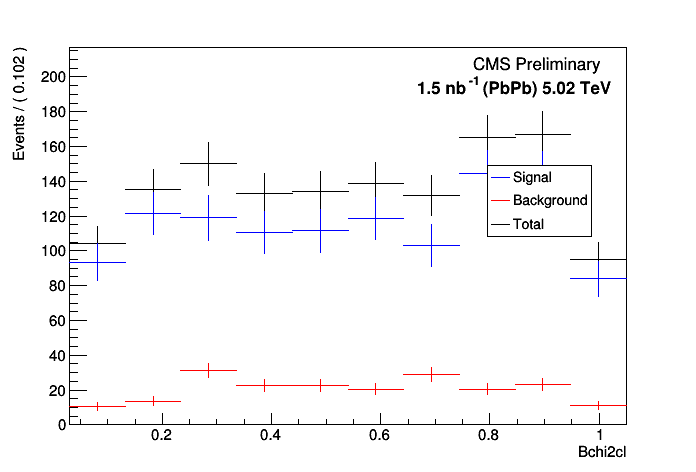 CMS Preliminary
1.5 nb-1 (PbPb) 5.02 TeV
Events / ( 0.102 )
200
180
160
140
120
100
80
60
40
20
0
Signal
Background
Total
0.2 0.4 0.6 0.8 1
Bchi2cl